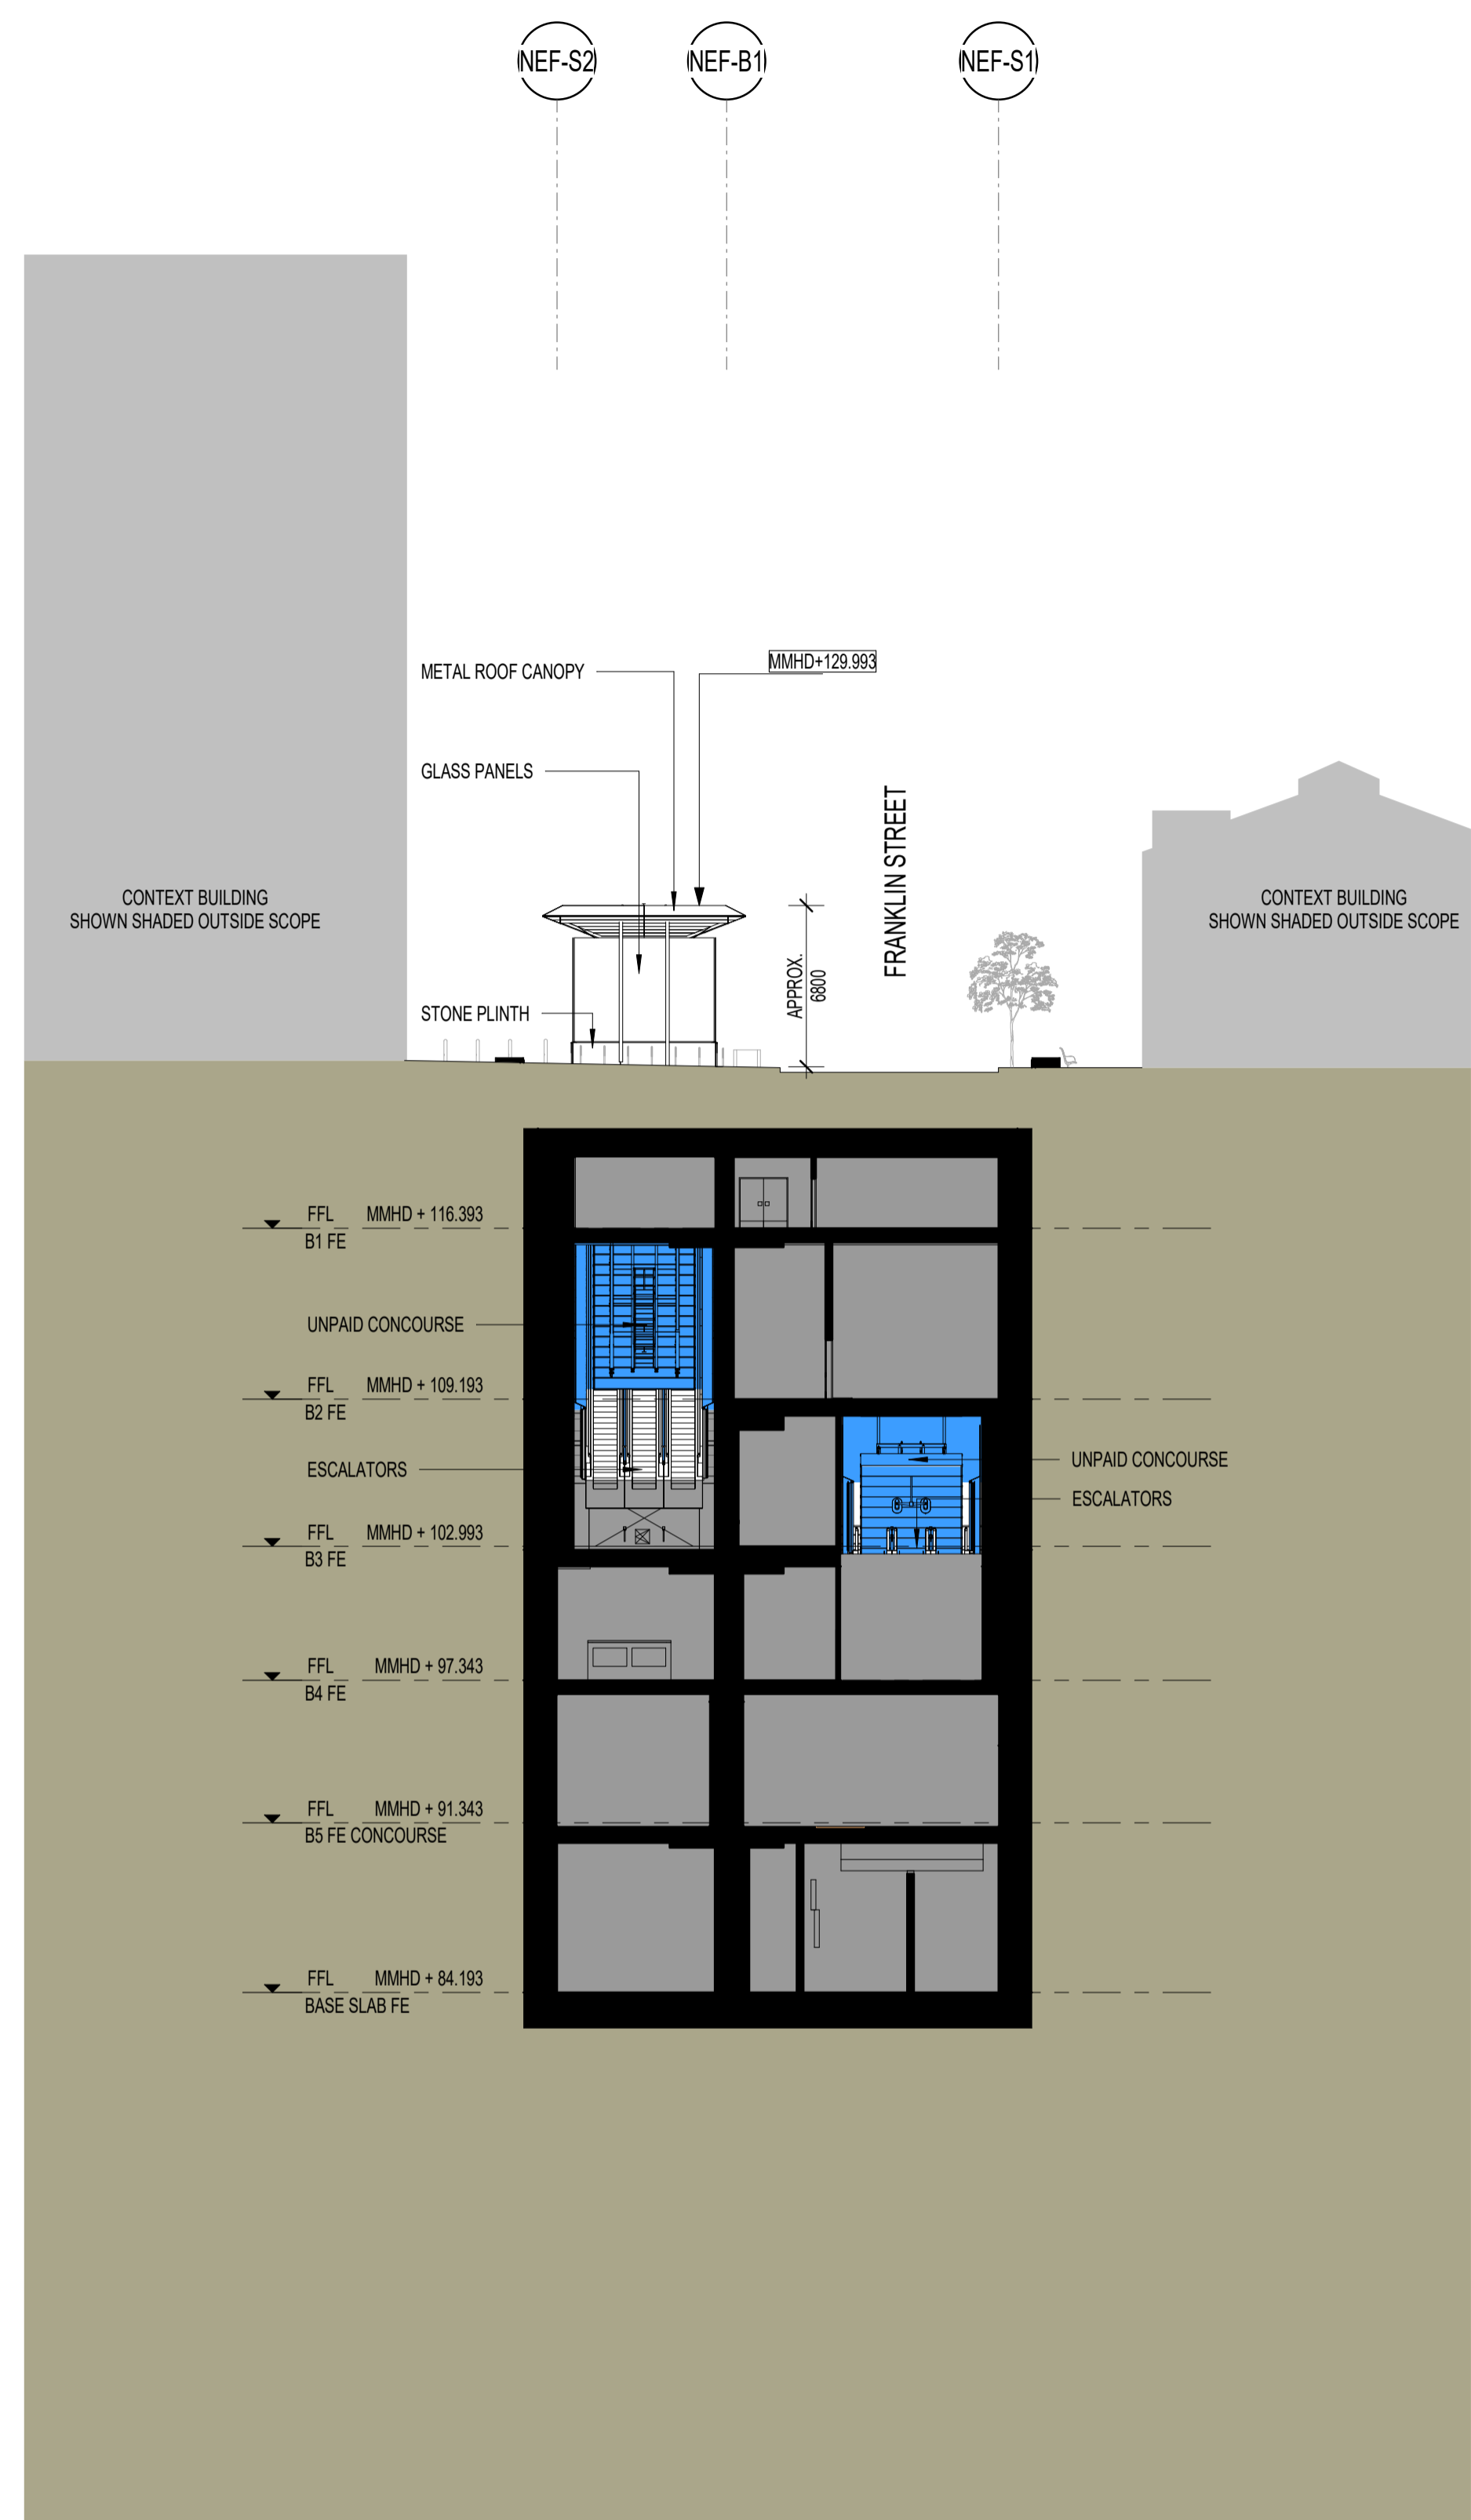 NEF-S2
NEF-B1
NEF-S1
METAL ROOF CANOPY
MMHD+129.993
GLASS PANELS
FRANKLIN STREET
CONTEXT BUILDING
SHOWN SHADED OUTSIDE SCOPE
CONTEXT BUILDING
SHOWN SHADED OUTSIDE SCOPE
APPROX.
6800
STONE PLINTH
FFL MMHD + 116.393
B1 FE
UNPAID CONCOURSE
FFL MMHD + 109.193
B2 FE
UNPAID CONCOURSE
ESCALATORS
ESCALATORS
FFL MMHD + 102.993
B3 FE
FFL MMHD + 97.343
B4 FE
FFL MMHD + 91.343
B5 FE CONCOURSE
FFL MMHD + 84.193
BASE SLAB FE